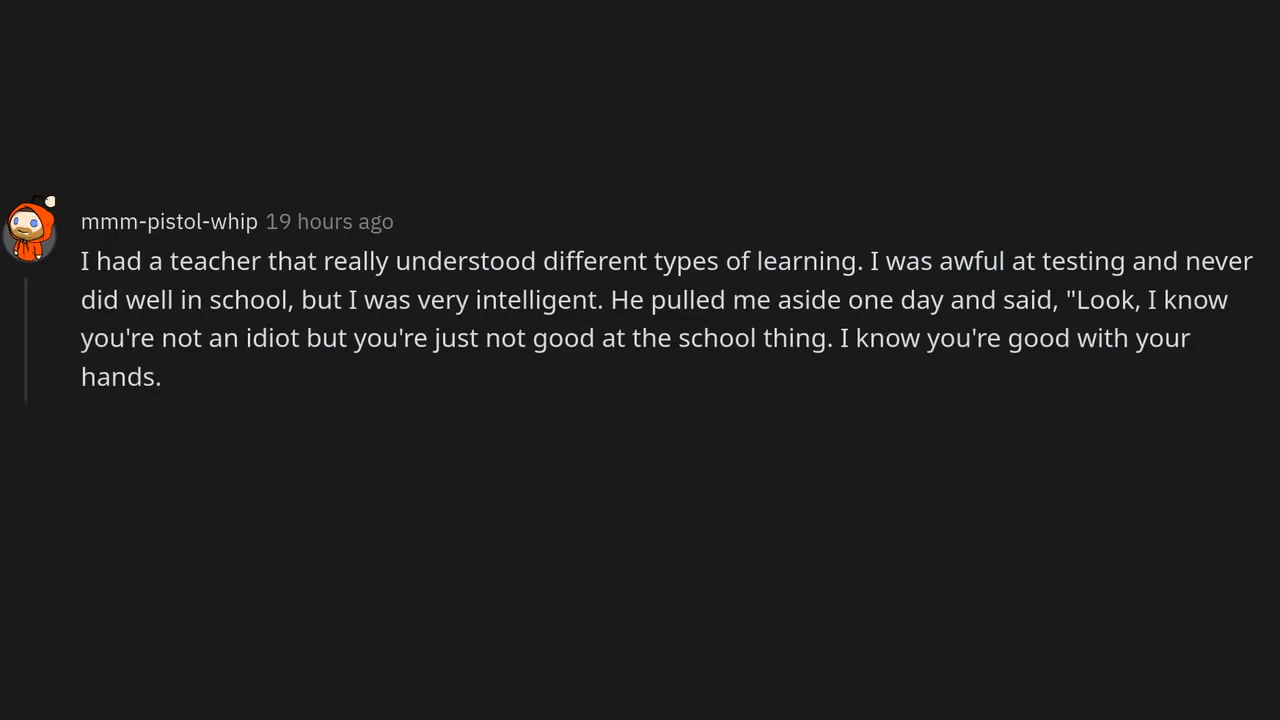 mmm-pistol-whip 19 hours ago
I had a teacher that really understood different types of learning. I was awful at testing and never
did well in school, but I was very intelligent. He pulled me aside one day and said, "Look, I know
you're not an idiot but you're just not good at the school thing. I know you're good with your
hands.